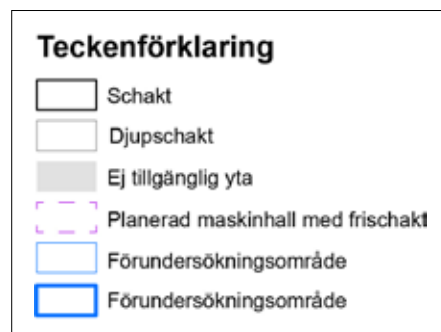 Teckenförklaring
Schakt
Djupschakt
Ej tillgänglig yta
Planerad maskinhall med frischakt
Förundersökningsområde
Förundersökningsområde